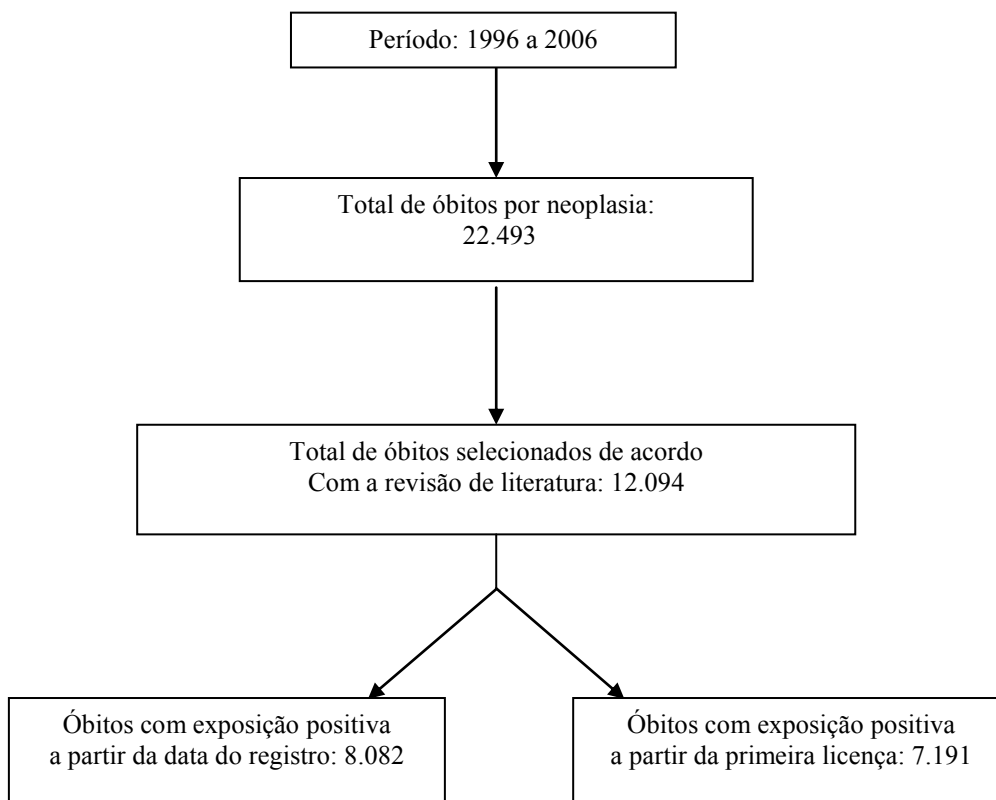 Período: 1996 a 2006
Total de óbitos por neoplasia:
22.493
Total de óbitos selecionados de acordo
Com a revisão de literatura: 12.094
Óbitos com exposição positiva
a partir da data do registro: 8.082
Óbitos com exposição positiva
a partir da primeira licença: 7.191